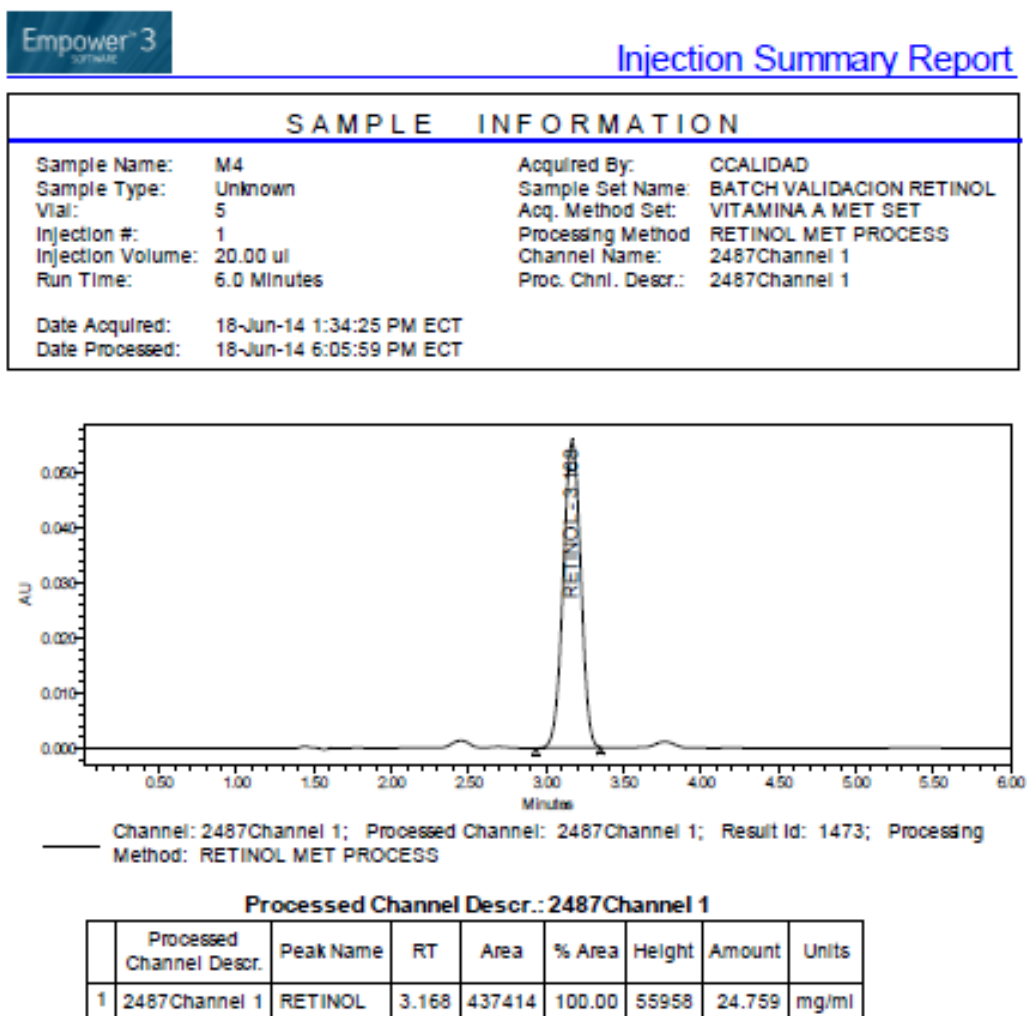 Empower™3
SOFTWARE
Injection Summary Report
SAMPLE INFORMATION
Sample Name: M4 Acquired By: CCALIDAD
Sample Type: Unknown Sample Set Name: BATCH VALIDACION RETINOL
Vial: 5 Acq. Method Set: VITAMINA A MET SET
Injection #: 1 Processing Method RETINOL MET PROCESS
Injection Volume: 20.00 ul Channel Name: 2487Channel 1
Run Time: 6.0 Minutes Proc. Chnl. Descr.: 2487Channel 1
Date Acquired: 18-Jun-14 1:34:25 PM ECT
Date Processed: 18-Jun-14 6:05:59 PM ECT
RETINOL - 3.168
AU
0.050
0.040
0.030
0.020
0.010
0.000
0.50 1.00 1.50 2.00 2.50 3.00 3.50 4.00 4.50 5.00 5.50 6.00
Minutes
Channel: 2487Channel 1; Processed Channel: 2487Channel 1; Result Id: 1473; Processing
Method: RETINOL MET PROCESS
Processed Channel Descr.: 2487Channel 1
Processed Channel Descr. Peak Name RT Area % Area Height Amount Units
1 2487Channel 1 RETINOL 3.168 437414 100.00 55958 24.759 mg/ml